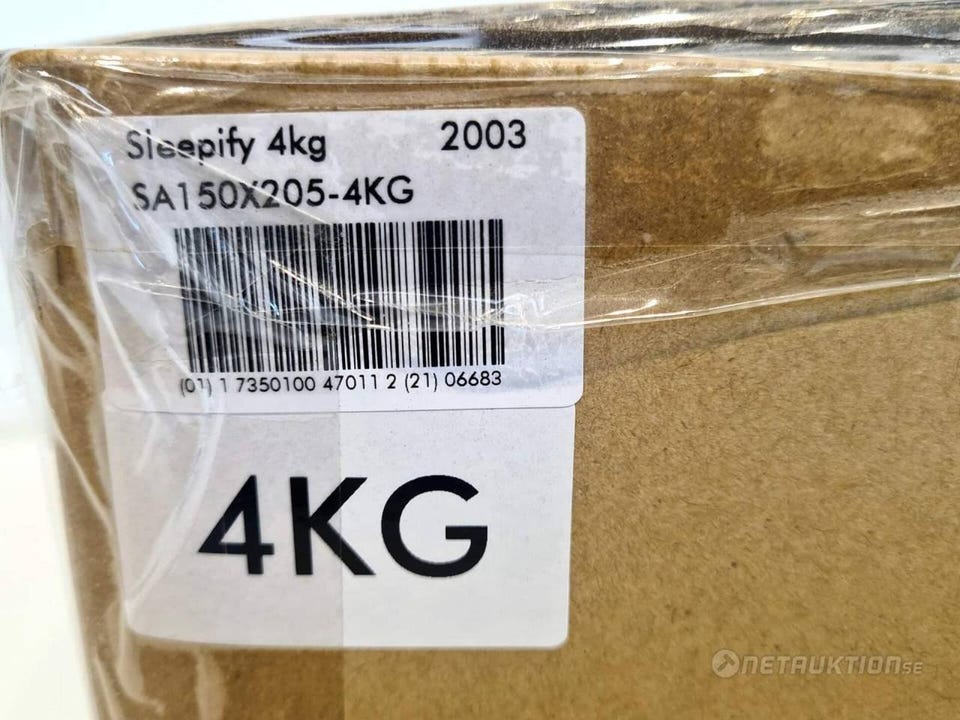 Sleepify 4kg 2003
SA150X205-4KG
(01) 1 7350100 47011 2 (21) 06683
4KG
NETAUKTION.SE